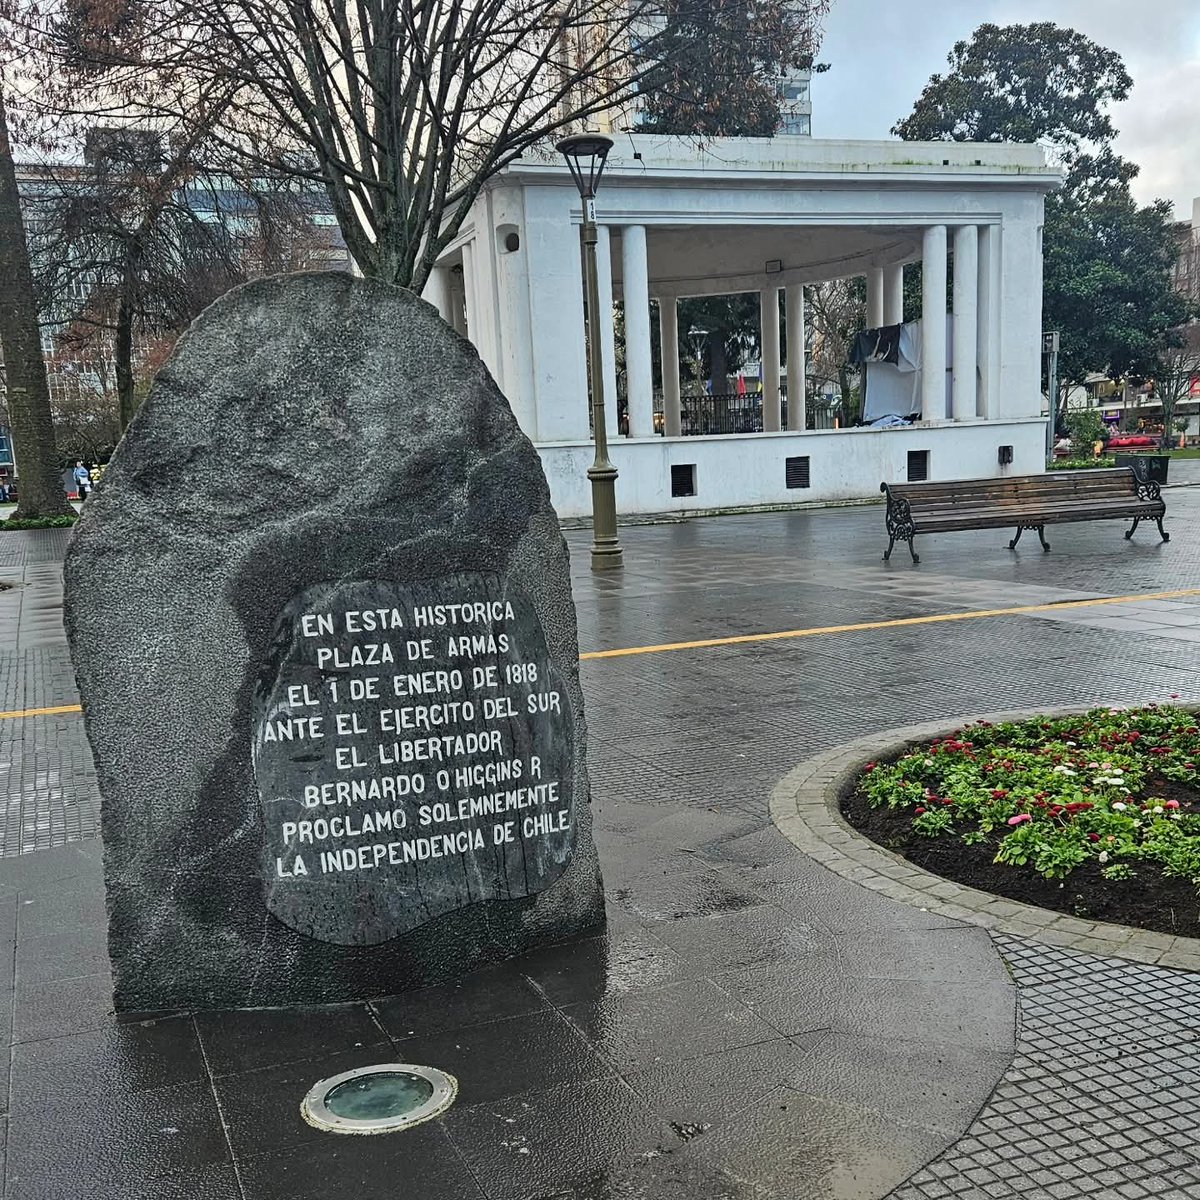 EN ESTA HISTORICA
PLAZA DE ARMAS
EL 1 DE ENERO DE 1818
ANTE EL EJERCITO DEL SUR
EL LIBERTADOR
BERNARDO O HIGGINS R
PROCLAMO SOLEMNEMENTE
LA INDEPENDENCIA DE CHILE
18